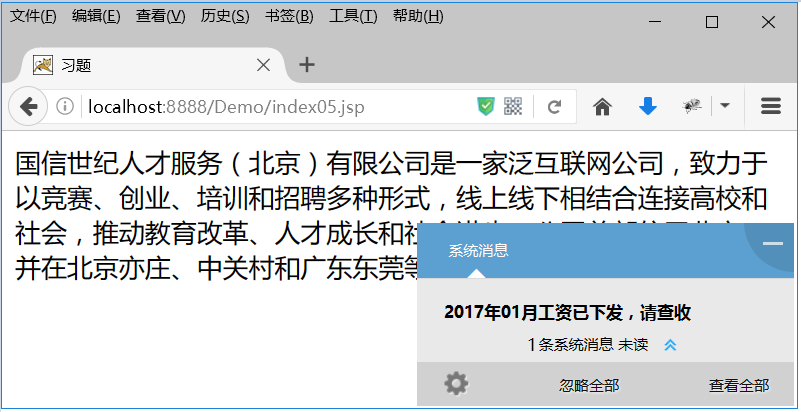 文件(F) 编辑(E) 查看(V) 历史(S) 书签(B) 工具(T) 帮助(H)
习题
localhost:8888/Demo/index05.jsp
国信世纪人才服务（北京）有限公司是一家泛互联网公司，致力于
以竞赛、创业、培训和招聘多种形式，线上线下相结合连接高校和
社会，推动教育改革、人才成长和社
并在北京亦庄、中关村和广东东莞等
系统消息
2017年01月工资已下发，请查收
1条系统消息 未读
忽略全部 查看全部